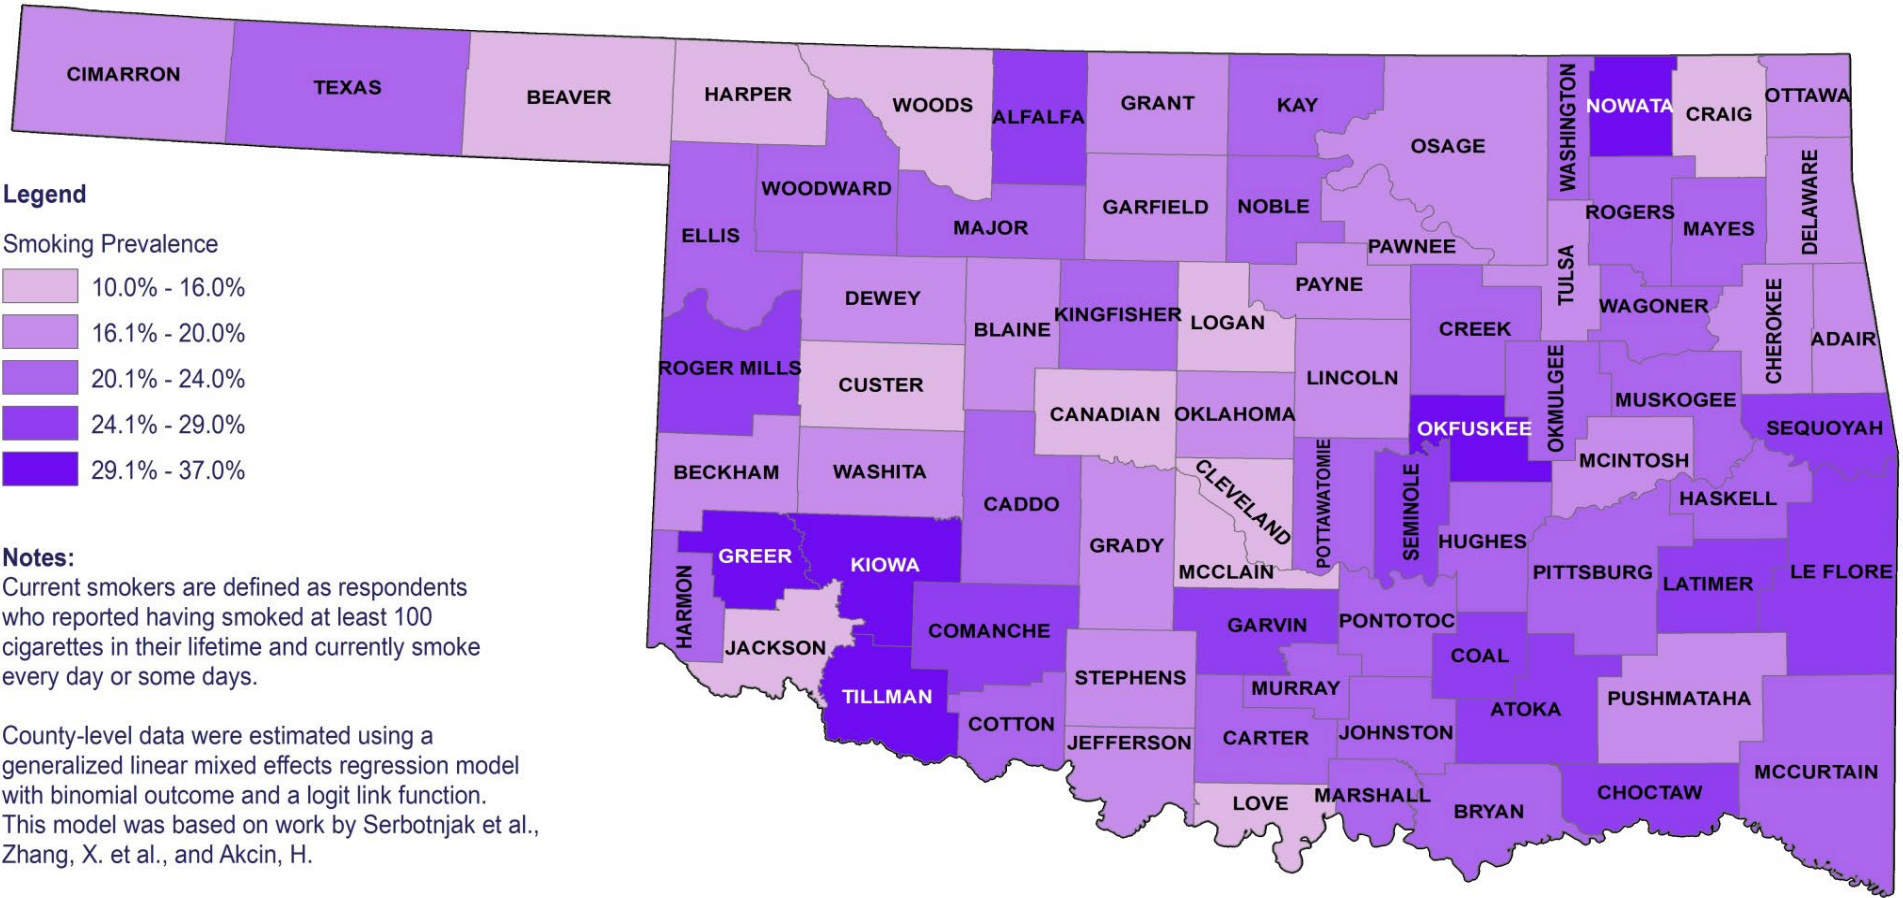 CIMARRON
TEXAS
BEAVER
HARPER
WOODS
ALFALFA
GRANT
KAY
OSAGE
WASHINGTON
NOWATA
CRAIG
OTTAWA
ELLIS
WOODWARD
MAJOR
GARFIELD
NOBLE
PAWNEE
ROGERS
MAYES
DELAWARE
TULSA
DEWEY
BLAINE
KINGFISHER
LOGAN
PAYNE
CREEK
WAGONER
CHEROKEE
ADAIR
ROGER MILLS
CUSTER
CANADIAN
OKLAHOMA
LINCOLN
OKFUSKEE
OKMULGEE
MUSKOGEE
SEQUOYAH
BECKHAM
WASHITA
CADDO
GRADY
CLEVELAND
MCCLAIN
POTTAWATOMIE
SEMINOLE
HUGHES
MCINTOSH
HASKELL
PITTSBURG
LATIMER
LE FLORE
HARMON
GREER
KIOWA
JACKSON
TILLMAN
COMANCHE
COTTON
STEPHENS
JEFFERSON
GARVIN
MURRAY
CARTER
LOVE
PONTOTOC
JOHNSTON
MARSHALL
COAL
ATOKA
BRYAN
PUSHMATAHA
CHOCTAW
MCCURTAIN
Legend
Smoking Prevalence
10.0% - 16.0%
16.1% - 20.0%
20.1% - 24.0%
24.1% - 29.0%
29.1% - 37.0%
Notes:
Current smokers are defined as respondents
who reported having smoked at least 100
cigarettes in their lifetime and currently smoke
every day or some days.
County-level data were estimated using a
generalized linear mixed effects regression model
with binomial outcome and a logit link function.
This model was based on work by Serbotnjak et al.,
Zhang, X. et al., and Akcin, H.